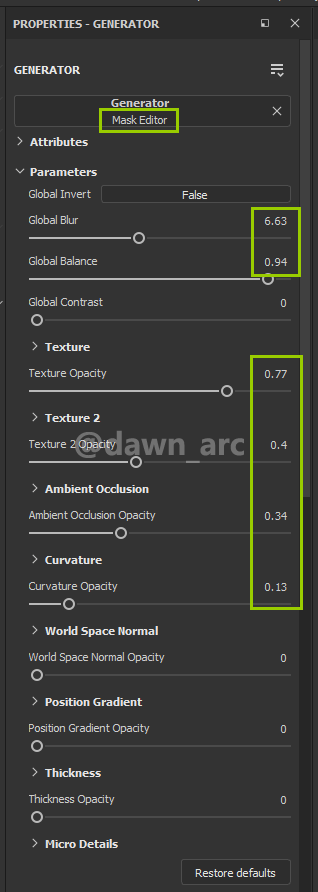 PROPERTIES - GENERATOR
GENERATOR
Generator
Mask Editor
Attributes
Parameters
Global Invert False
Global Blur 6.63
Global Balance 0.94
Global Contrast 0
Texture
Texture Opacity 0.77
Texture 2
@dawn_arc
Texture 2 Opacity 0.4
Ambient Occlusion
Ambient Occlusion Opacity 0.34
Curvature
Curvature Opacity 0.13
World Space Normal
World Space Normal Opacity 0
Position Gradient
Position Gradient Opacity 0
Thickness
Thickness Opacity 0
Micro Details
Restore defaults